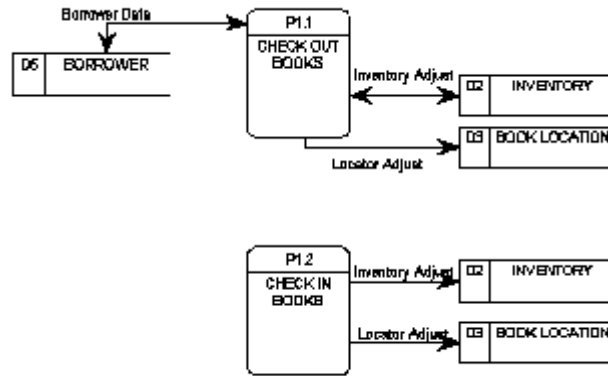 Borrower Data
P1.1
CHECK OUT
BOOKS
D5 BORROWER
Inventory Adjust
D2 INVENTORY
D3 BOOK LOCATION
Locator Adjust
P1.2
CHECK IN
BOOKS
Inventory Adjust
D2 INVENTORY
Locator Adjust
D3 BOOK LOCATION